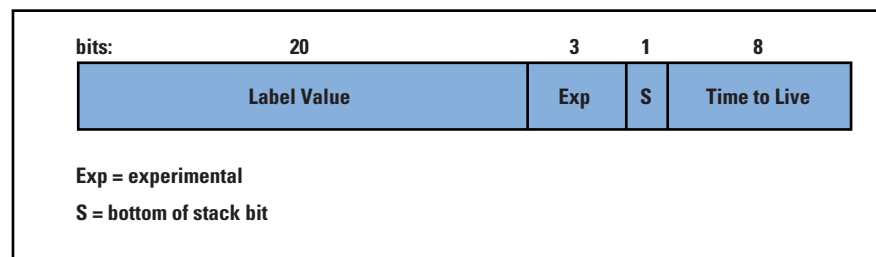 bits: 20 3 1 8
Label Value Exp S Time to Live
Exp = experimental
S = bottom of stack bit